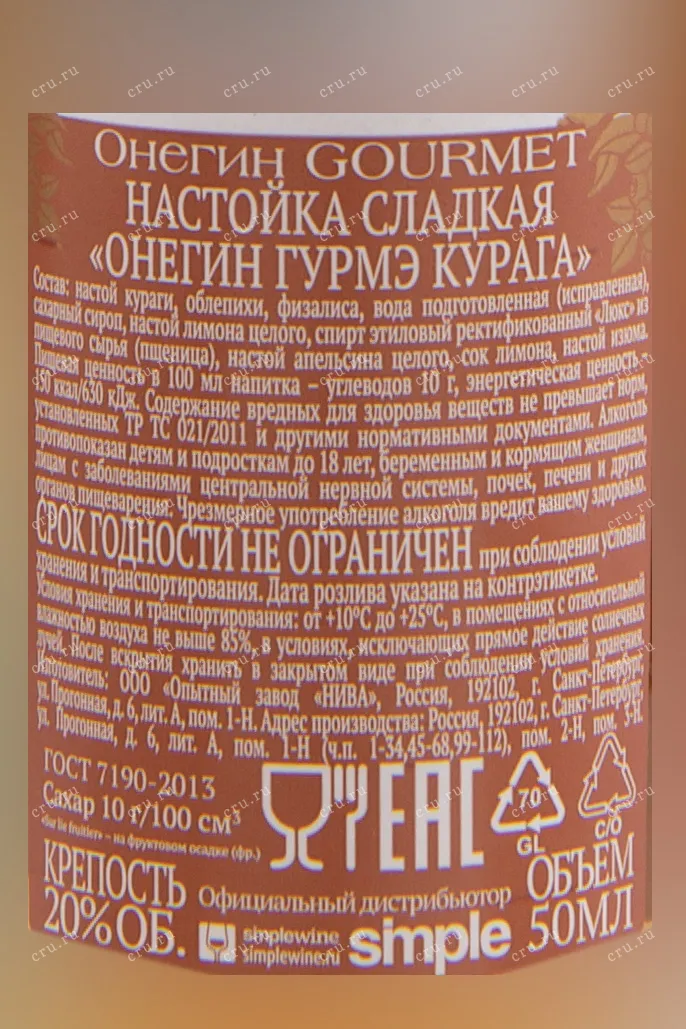 Онегин GOURMET
НАСТОЙКА СЛАДКАЯ
«ОНЕГИН ГУРМЭ КУРАГА»
Состав: настой кураги, облепихи, физалиса, вода подготовленная (исправленная),
сахарный сироп, настой лимона целого, спирт этиловый ректификованный «Люкс» из
пищевого сырья (пшеница), настой апельсина целого, сок лимона, настой изюма.
Пищевая ценность в 100 мл напитка – углеводов 10 г, энергетическая ценность –
150 ккал/630 кДж. Содержание вредных для здоровья веществ не превышает норм,
установленных ТР ТС 021/2011 и другими нормативными документами. Алкоголь
противопоказан детям и подросткам до 18 лет, беременным и кормящим женщинам,
лицам с заболеваниями центральной нервной системы, почек, печени и других
органов пищеварения. Чрезмерное употребление алкоголя вредит вашему здоровью.
СРОК ГОДНОСТИ НЕ ОГРАНИЧЕН при соблюдении условий
хранения и транспортирования. Дата розлива указана на контрэтикетке.
Условия хранения и транспортирования: от +10°С до +25°С, в помещениях с относительной
влажностью воздуха не выше 85%, в условиях, исключающих прямое действие солнечных
лучей. После вскрытия хранить в закрытом виде при соблюдении условий хранения.
Изготовитель: ООО «Опытный завод «НИВА», Россия, 192102, г. Санкт-Петербург,
ул. Прогонная, д. 6, лит. А, пом. 1-Н. Адрес производства: Россия, 192102, г. Санкт-Петербург,
ул. Прогонная, д. 6, лит. А, пом. 1-Н (ч.п. 1-34,45-68,99-112), пом. 2-Н, пом. 3-Н.
ГОСТ 7190-2013
Сахар 10 г/100 см³
«Sur lie fruitier» – на фруктовом осадке (фр.)
EAC
70
GL
C/O
КРЕПОСТЬ
20% ОБ.
Официальный дистрибьютор
simplewine
simplewine.ru
simple
ОБЪЁМ
50МЛ
cru.ru